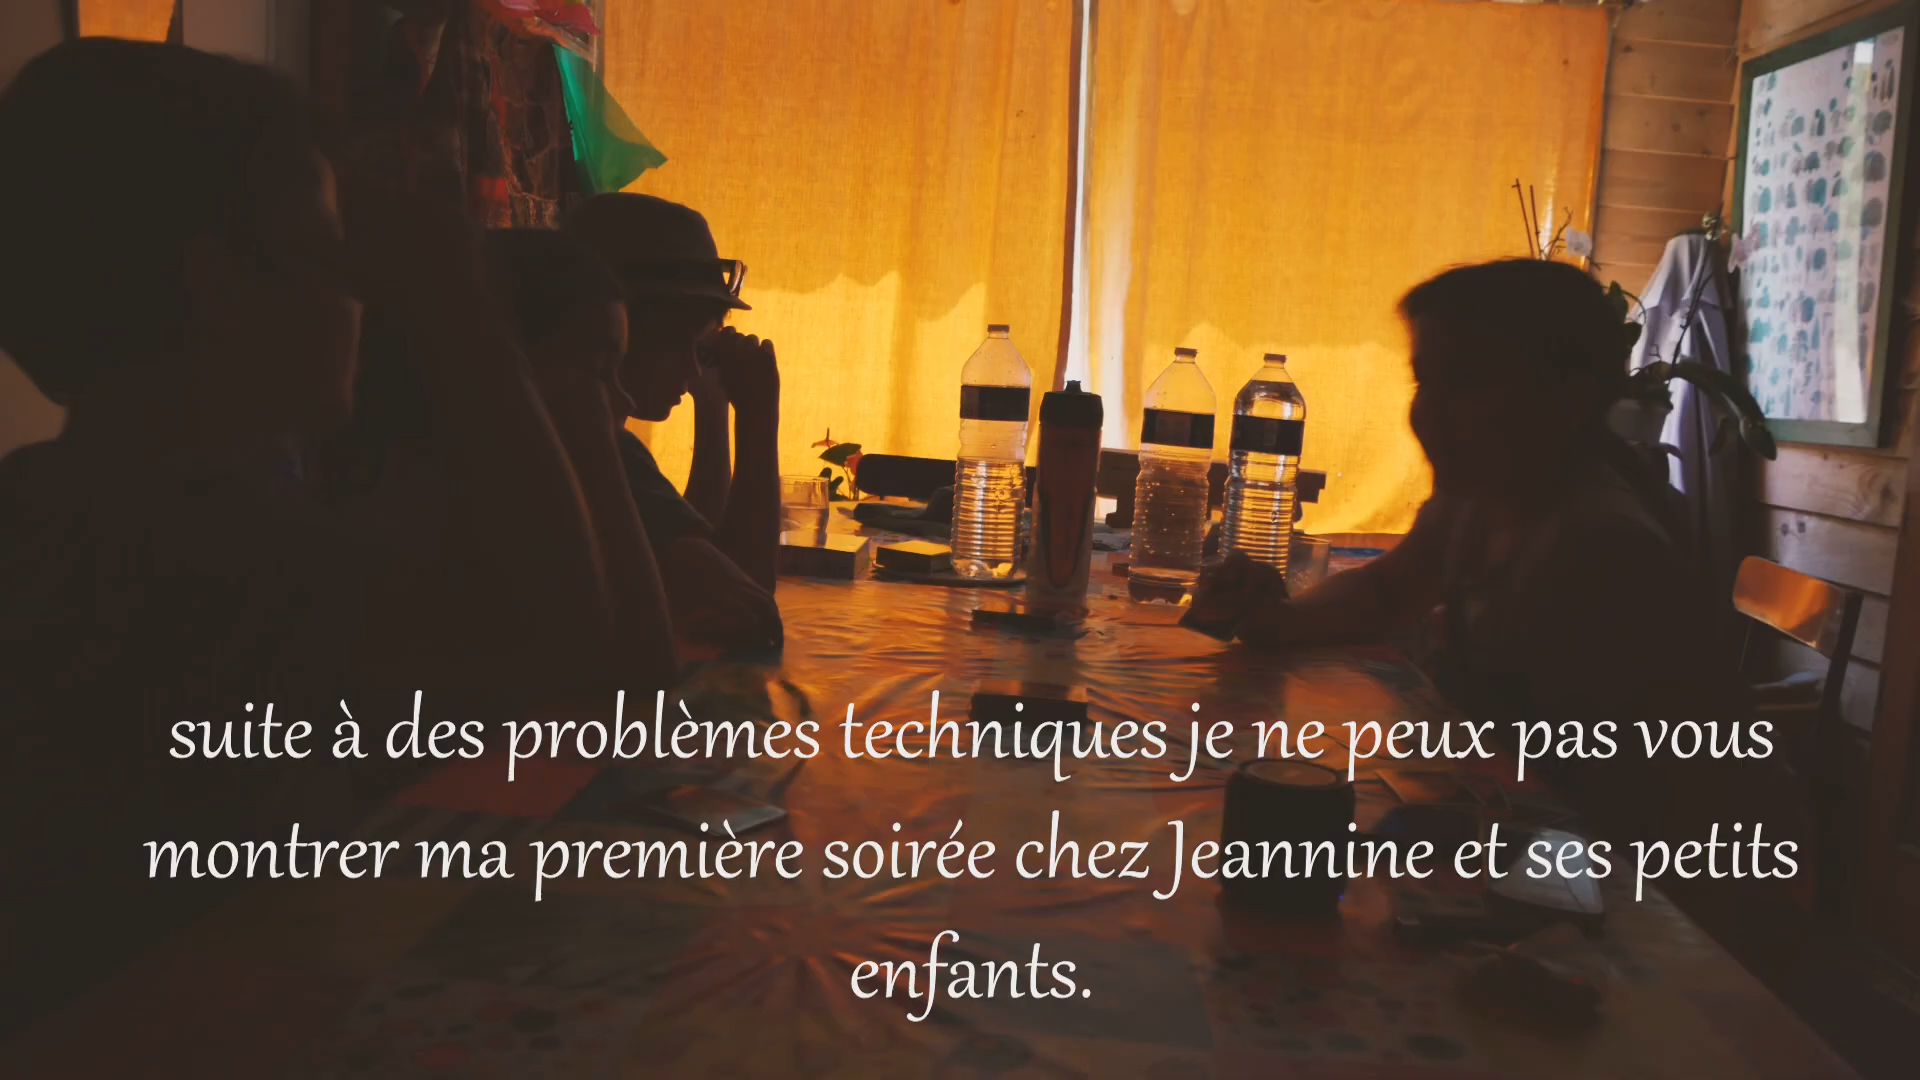 suite à des problèmes techniques je ne peux pas vous
montrer ma première soirée chez Jeannine et ses petits
enfants.